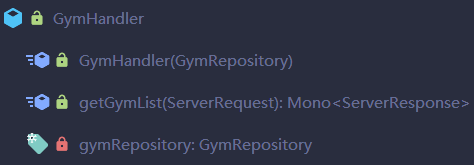 GymHandler
GymHandler(GymRepository)
getGymList(ServerRequest): Mono<ServerResponse>
gymRepository: GymRepository